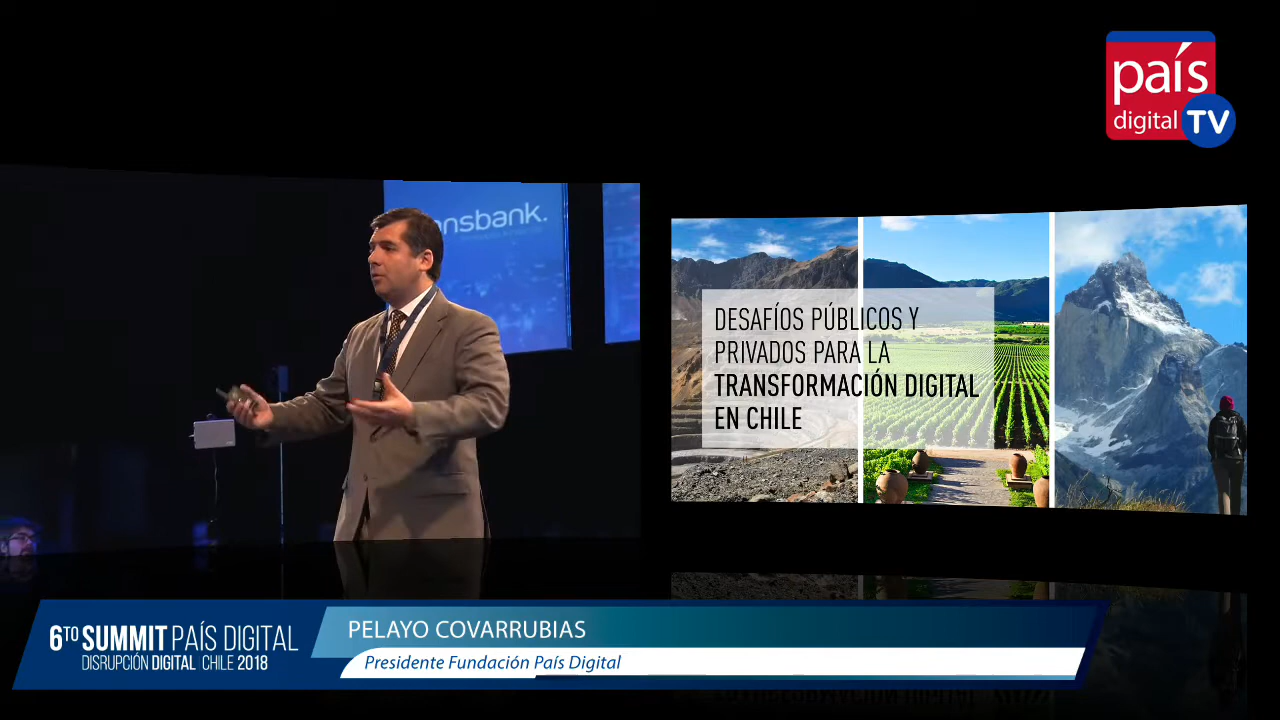 país
digital TV
nsbank.
DESAFÍOS PÚBLICOS Y
PRIVADOS PARA LA
TRANSFORMACIÓN DIGITAL
EN CHILE
6TO SUMMIT PAÍS DIGITAL
DISRUPCIÓN DIGITAL CHILE 2018
PELAYO COVARRUBIAS
Presidente Fundación País Digital